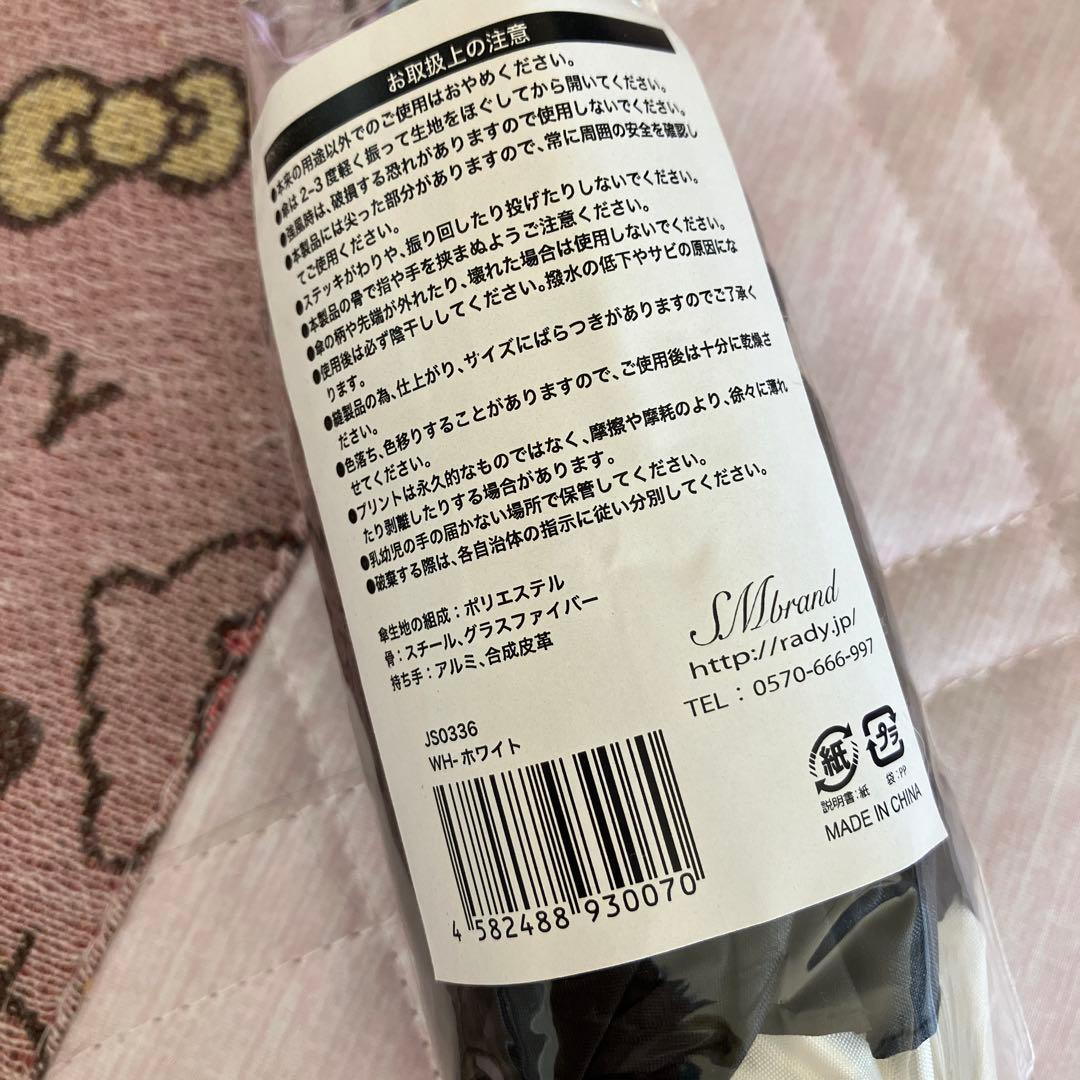 お取扱上の注意
●本来の用途以外でのご使用はおやめください。
●傘は2-3度軽く振って生地をほぐしてから開いてください。
●強風時は、破損する恐れがありますので使用しないでください。
●本製品には尖った部分がありますので、常に周囲の安全を確認し
てご使用ください。
●ステッキがわりや、振り回したり投げたりしないでください。
●本製品の骨で指や手を挟まぬようご注意ください。
●傘の柄や先端が外れたり、壊れた場合は使用しないでください。
●使用後は必ず陰干ししてください。撥水の低下やサビの原因にな
ります。
●縫製品の為、仕上がり、サイズにばらつきがありますのでご了承く
ださい。
●色落ち、色移りすることがありますので、ご使用後は十分に乾燥さ
せてください。
●プリントは永久的なものではなく、摩擦や摩耗のより、徐々に薄れ
たり剥離したりする場合があります。
●乳幼児の手の届かない場所で保管してください。
●破棄する際は、各自治体の指示に従い分別してください。
傘生地の組成：ポリエステル
骨：スチール、グラスファイバー
持ち手：アルミ、合成皮革
SMbrand
http://rady.jp/
TEL : 0570-666-997
JS0336
WH-ホワイト
4 582488 930070
紙
プラ
説明書：紙
袋：PP
MADE IN CHINA